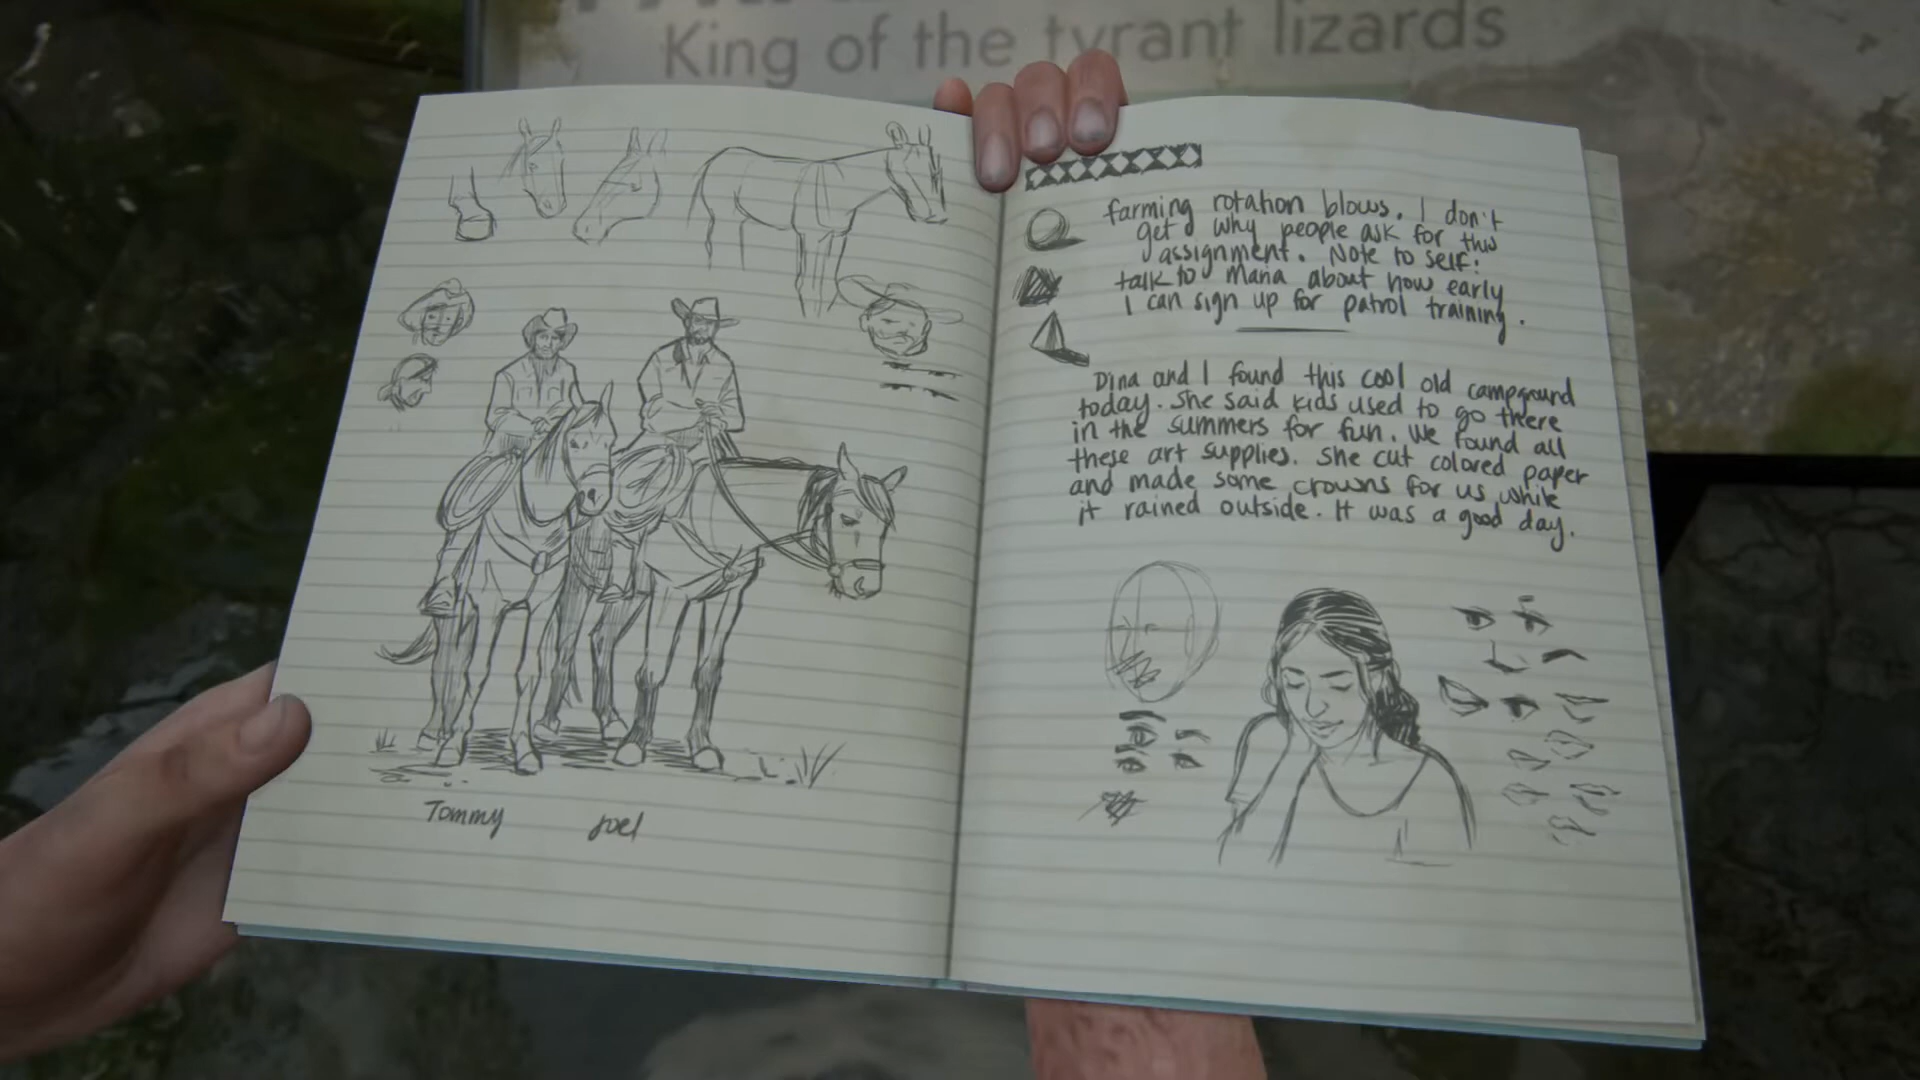 King of the tyrant lizards
Tommy
Joel
farming rotation blows. I don't
get why people ask for this
assignment. Note to self:
talk to Maria about how early
I can sign up for patrol training.
Dina and I found this cool old campground
today. She said kids used to go there
in the summers for fun. We found all
these art supplies. She cut colored paper
and made some crowns for us while
it rained outside. It was a good day.